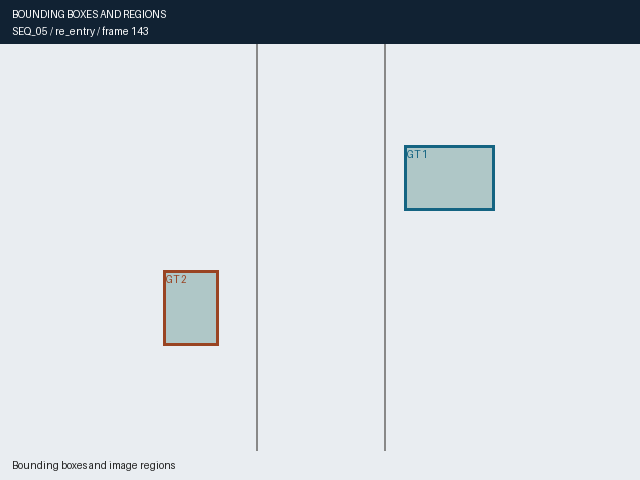 BOUNDING BOXES AND REGIONS
SEQ_05 / re_entry / frame 143
GT1
GT2
Bounding boxes and image regions